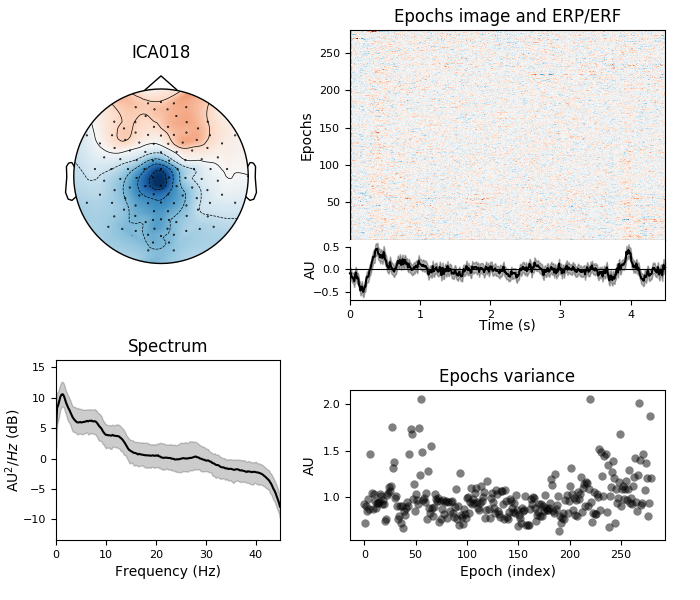 ICA018
Epochs image and ERP/ERF
Epochs
250
200
150
100
50
AU
0.5
0.0
−0.5
0 1 2 3 4
Time (s)
Spectrum
AU²/Hz (dB)
15
10
5
0
−5
−10
0 10 20 30 40
Frequency (Hz)
Epochs variance
AU
2.0
1.5
1.0
0 50 100 150 200 250
Epoch (index)